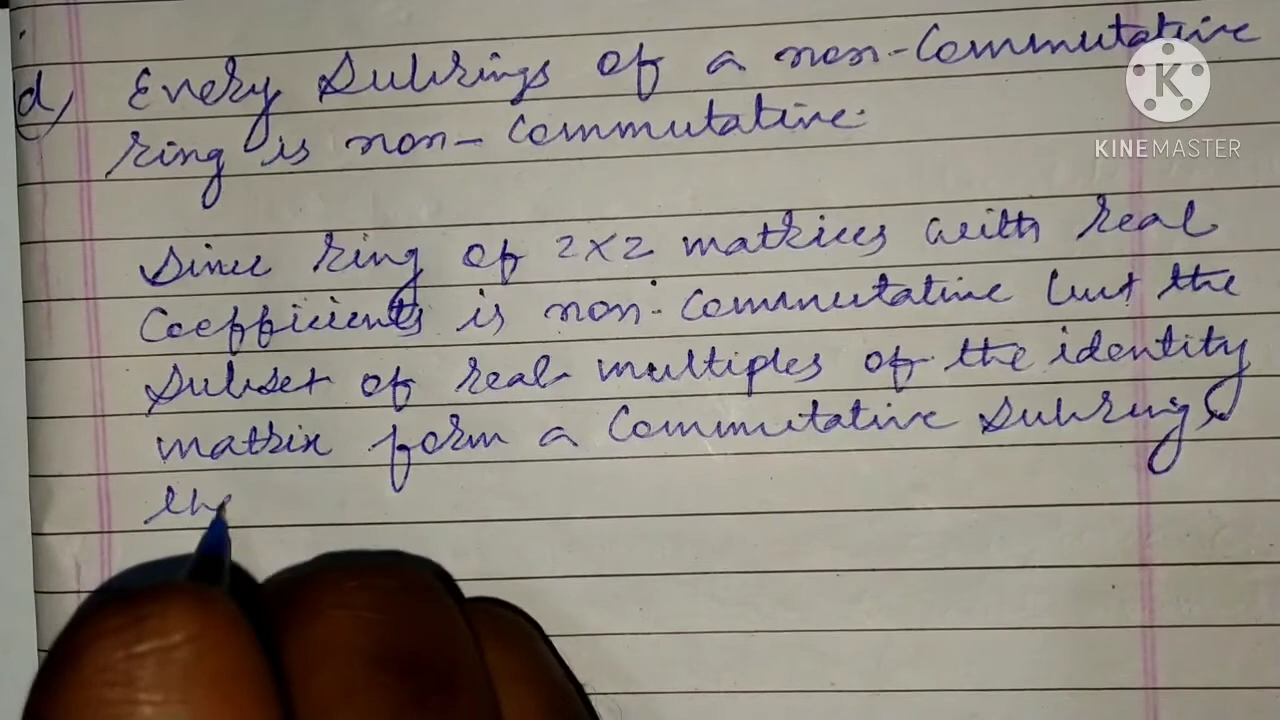 d) Every Subrings of a non-Commutative
ring is non-Commutative.
Since ring of 2x2 matrices with real
Coefficients is non-Commutative but the
Subset of real multiples of the identity
matrix form a Commutative Subring,
the
K
KINEMASTER